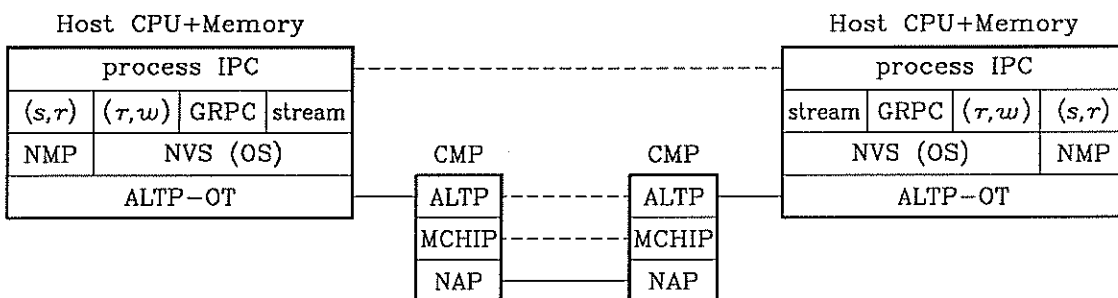 Host CPU+Memory Host CPU+Memory
process IPC process IPC
(s,r) (r,w) GRPC stream stream GRPC (r,w) (s,r)
NMP NVS (OS) CMP CMP NVS (OS) NMP
ALTP-OT ALTP ALTP ALTP-OT
MCHIP MCHIP
NAP NAP